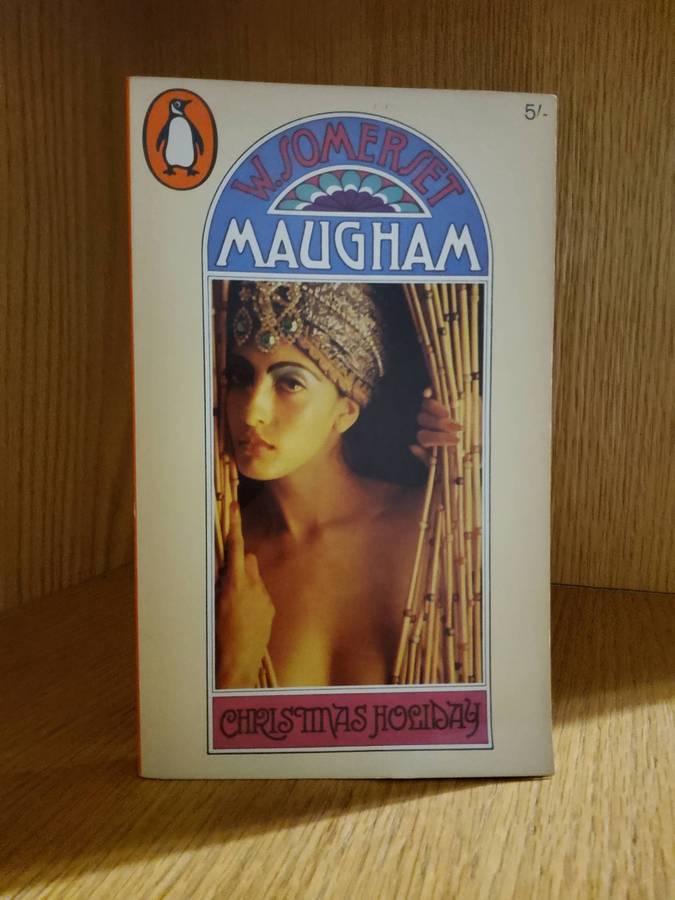 5/-
W. SOMERSET
MAUGHAM
CHRISTMAS HOLIDAY